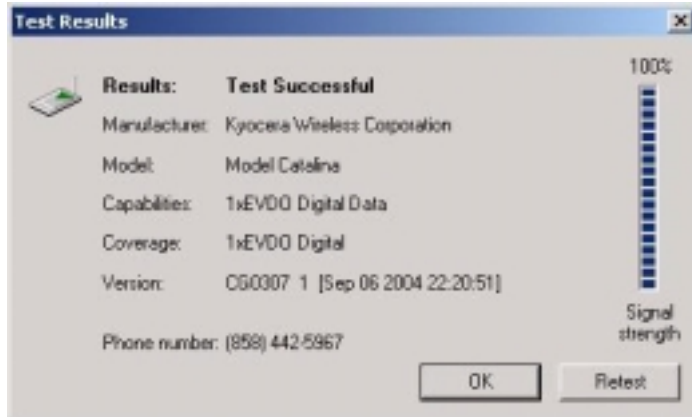 Test Results
100%
Results: Test Successful
Manufacturer: Kyocera Wireless Corporation
Model: Model Catalina
Capabilities: 1xEVDO Digital Data
Coverage: 1xEVDO Digital
Version: CG0307 1 [Sep 06 2004 22:20:51]
Signal
strength
Phone number: (858) 442-5967
OK
Retest